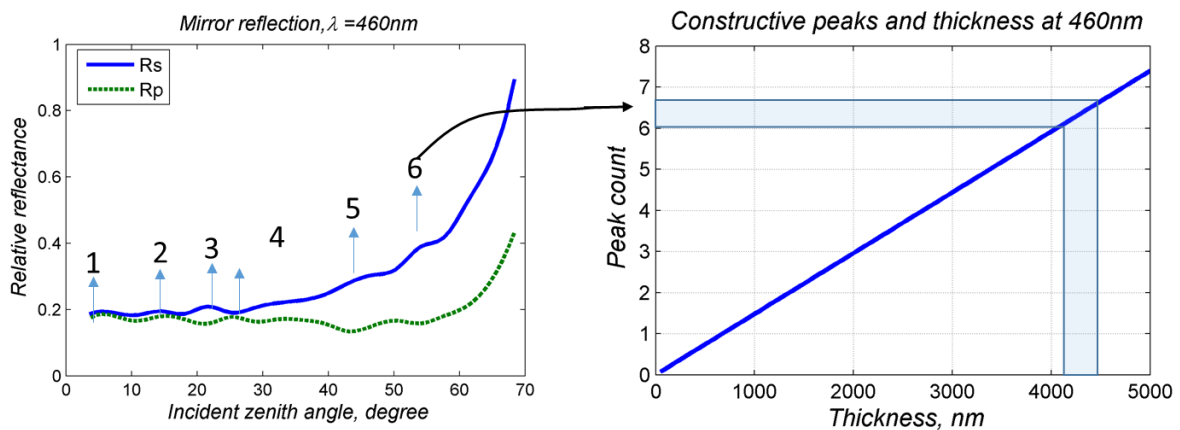 Mirror reflection, λ =460nm
1
0.8
0.6
0.4
0.2
0
Relative reflectance
Rs
Rp
1
2
3
4
5
6
0 10 20 30 40 50 60 70
Incident zenith angle, degree
Constructive peaks and thickness at 460nm
8
7
6
5
4
3
2
1
0
Peak count
0 1000 2000 3000 4000 5000
Thickness, nm